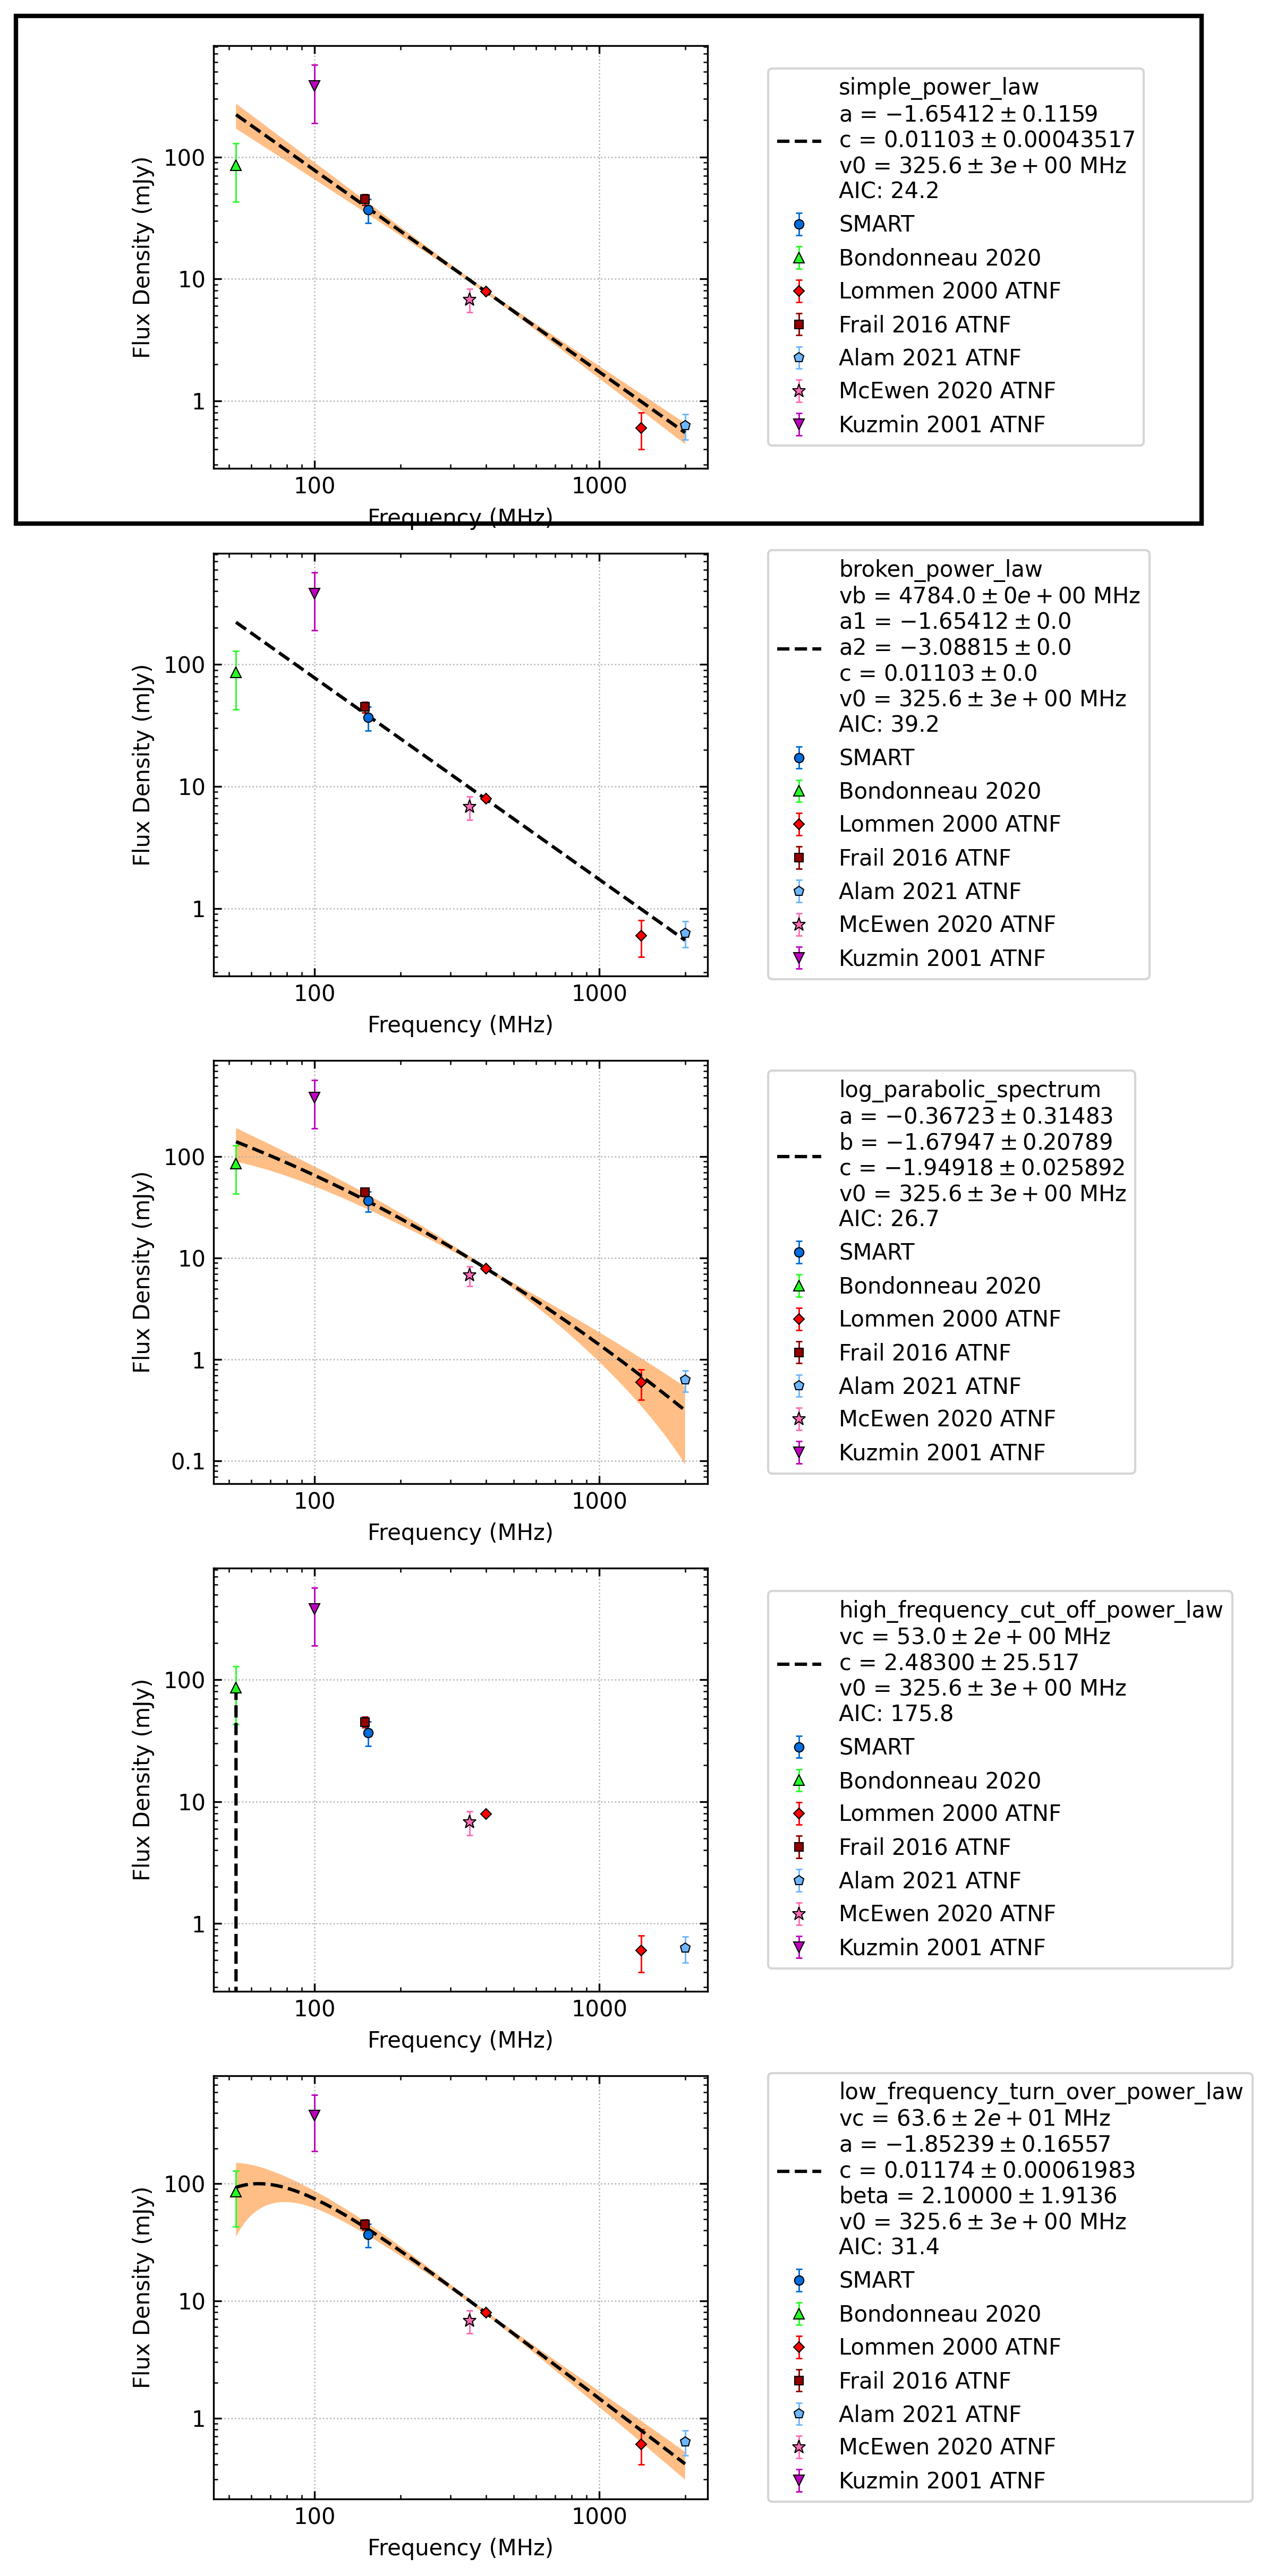 100
10
1
Flux Density (mJy)
100
1000
Frequency (MHz)
simple_power_law
a = −1.65412 ± 0.1159
c = 0.01103 ± 0.00043517
v0 = 325.6 ± 3e + 00 MHz
AIC: 24.2
SMART
Bondonneau 2020
Lommen 2000 ATNF
Frail 2016 ATNF
Alam 2021 ATNF
McEwen 2020 ATNF
Kuzmin 2001 ATNF
100
10
1
Flux Density (mJy)
100
1000
Frequency (MHz)
broken_power_law
vb = 4784.0 ± 0e + 00 MHz
a1 = −1.65412 ± 0.0
a2 = −3.08815 ± 0.0
c = 0.01103 ± 0.0
v0 = 325.6 ± 3e + 00 MHz
AIC: 39.2
SMART
Bondonneau 2020
Lommen 2000 ATNF
Frail 2016 ATNF
Alam 2021 ATNF
McEwen 2020 ATNF
Kuzmin 2001 ATNF
100
10
1
0.1
Flux Density (mJy)
100
1000
Frequency (MHz)
log_parabolic_spectrum
a = −0.36723 ± 0.31483
b = −1.67947 ± 0.20789
c = −1.94918 ± 0.025892
v0 = 325.6 ± 3e + 00 MHz
AIC: 26.7
SMART
Bondonneau 2020
Lommen 2000 ATNF
Frail 2016 ATNF
Alam 2021 ATNF
McEwen 2020 ATNF
Kuzmin 2001 ATNF
100
10
1
Flux Density (mJy)
100
1000
Frequency (MHz)
high_frequency_cut_off_power_law
vc = 53.0 ± 2e + 00 MHz
c = 2.48300 ± 25.517
v0 = 325.6 ± 3e + 00 MHz
AIC: 175.8
SMART
Bondonneau 2020
Lommen 2000 ATNF
Frail 2016 ATNF
Alam 2021 ATNF
McEwen 2020 ATNF
Kuzmin 2001 ATNF
100
10
1
Flux Density (mJy)
100
1000
Frequency (MHz)
low_frequency_turn_over_power_law
vc = 63.6 ± 2e + 01 MHz
a = −1.85239 ± 0.16557
c = 0.01174 ± 0.00061983
beta = 2.10000 ± 1.9136
v0 = 325.6 ± 3e + 00 MHz
AIC: 31.4
SMART
Bondonneau 2020
Lommen 2000 ATNF
Frail 2016 ATNF
Alam 2021 ATNF
McEwen 2020 ATNF
Kuzmin 2001 ATNF